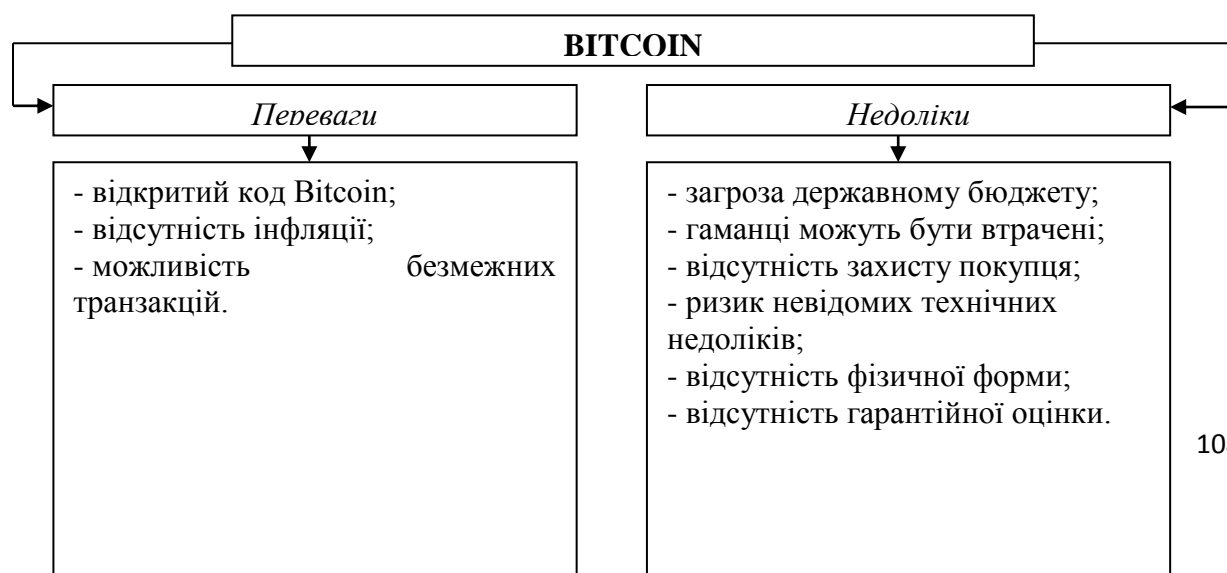 BITCOIN
Переваги
- відкритий код Bitcoin;
- відсутність інфляції;
- можливість безмежних
транзакцій.
Недоліки
- загроза державному бюджету;
- гаманці можуть бути втрачені;
- відсутність захисту покупця;
- ризик невідомих технічних
недоліків;
- відсутність фізичної форми;
- відсутність гарантійної оцінки.